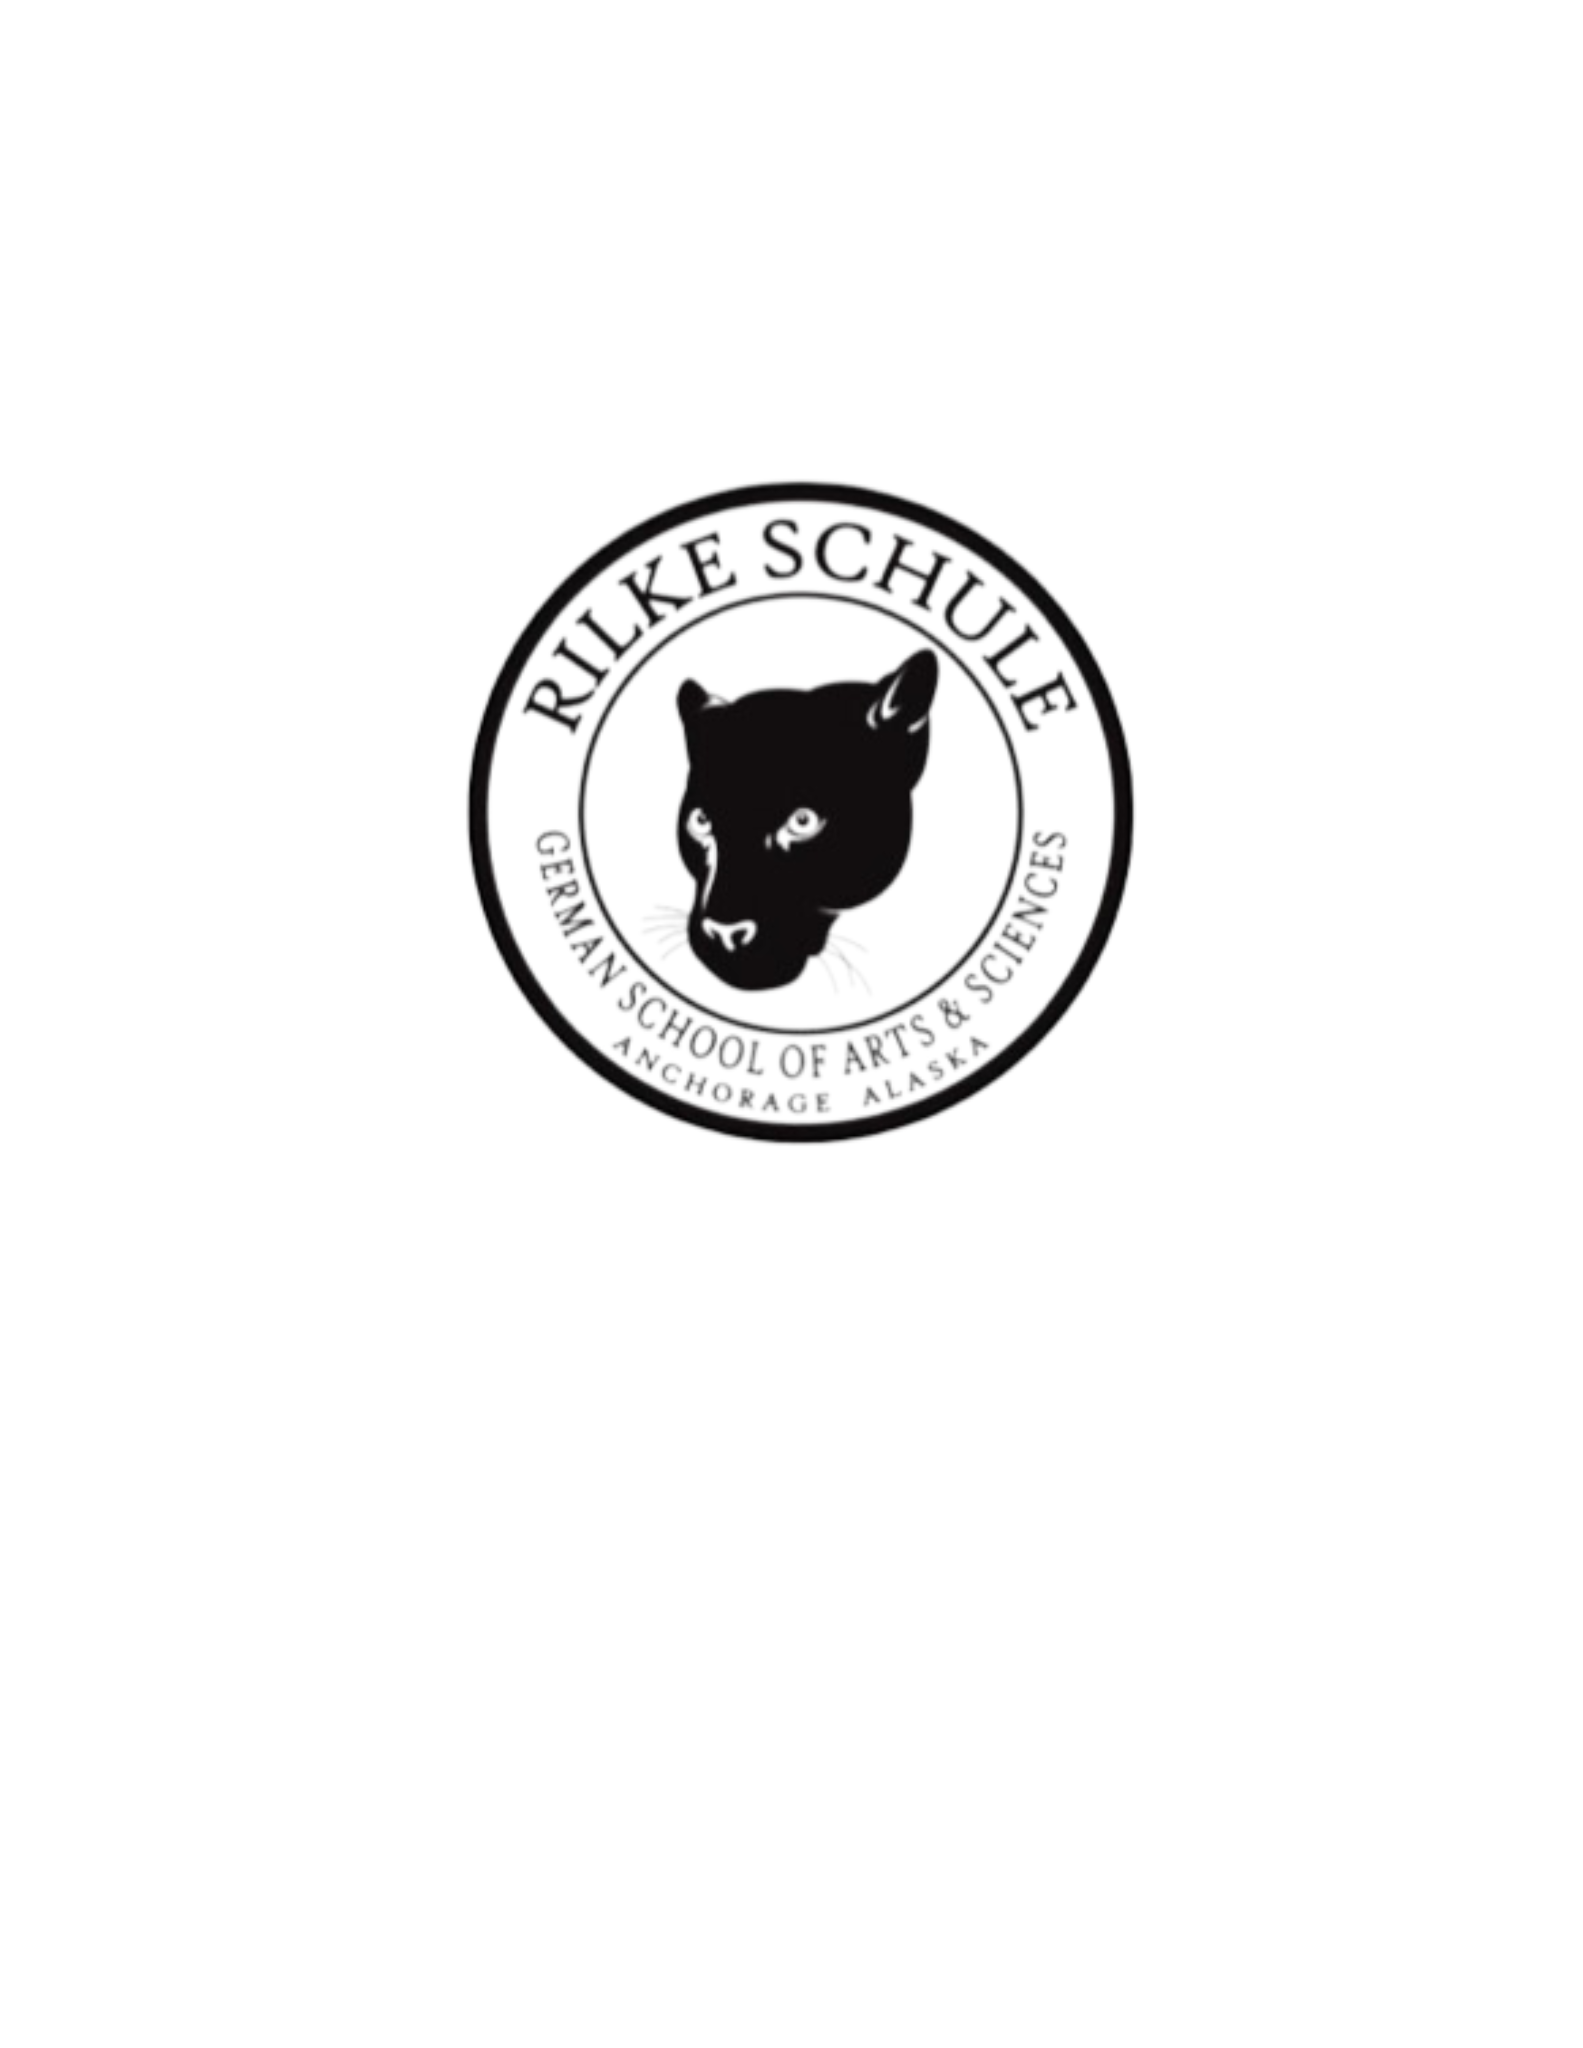 RILKE SCHULE
GERMAN SCHOOL OF ARTS & SCIENCES
ANCHORAGE ALASKA